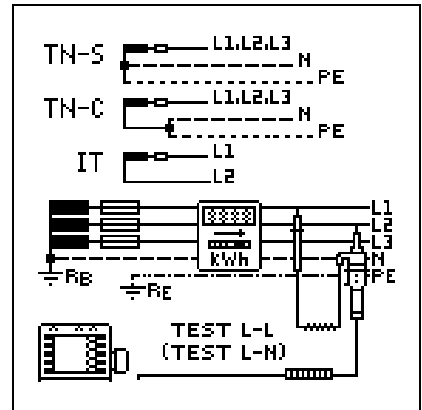 TN-S
L1,L2,L3
N
PE
TN-C
L1,L2,L3
N
PE
IT
L1
L2
L1
L2
L3
N
PE
8888
kWh
RB
RE
TEST L-L
(TEST L-N)